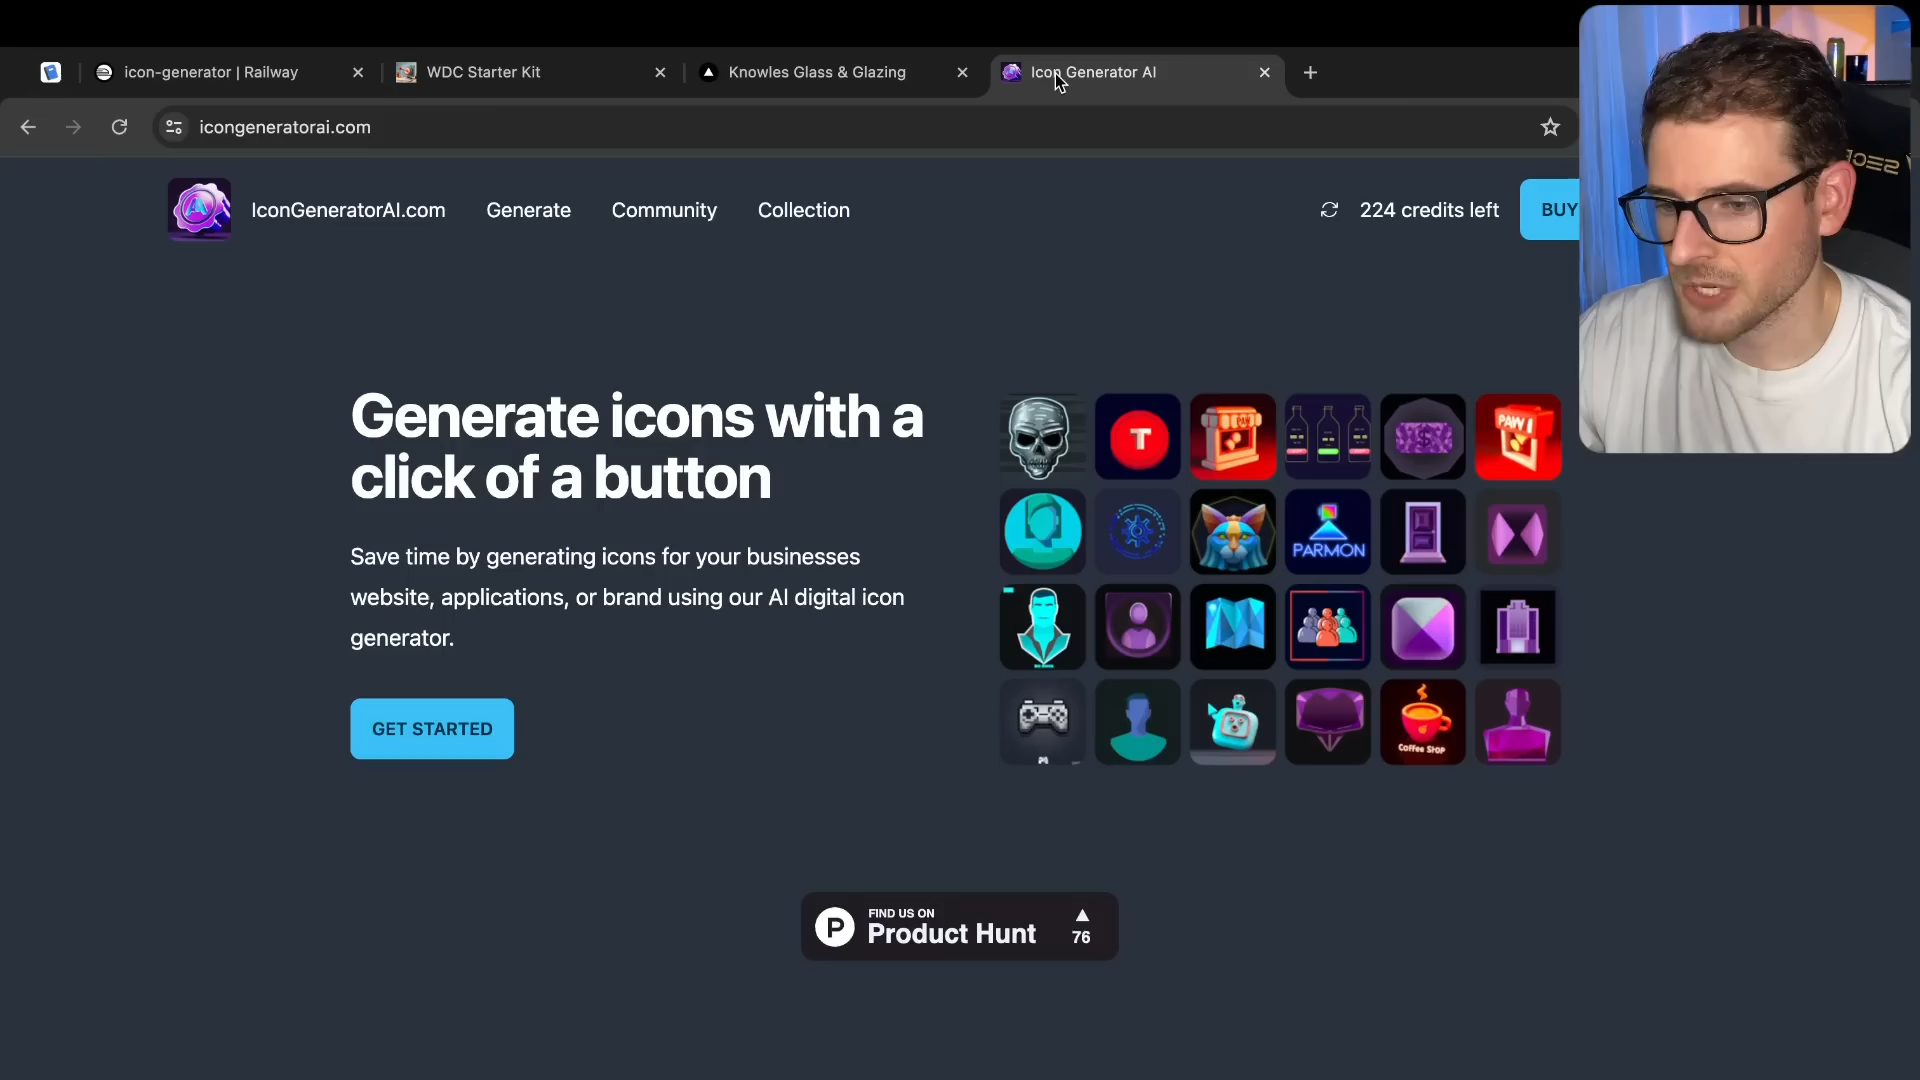 icon-generator | Railway
WDC Starter Kit
Knowles Glass & Glazing
Icon Generator AI
icongeneratorai.com
IconGeneratorAI.com
Generate
Community
Collection
224 credits left
BUY
Generate icons with a
click of a button
Save time by generating icons for your businesses
website, applications, or brand using our AI digital icon
generator.
GET STARTED
T
PAW I
PARMON
Coffee SHOP
FIND US ON
Product Hunt
76